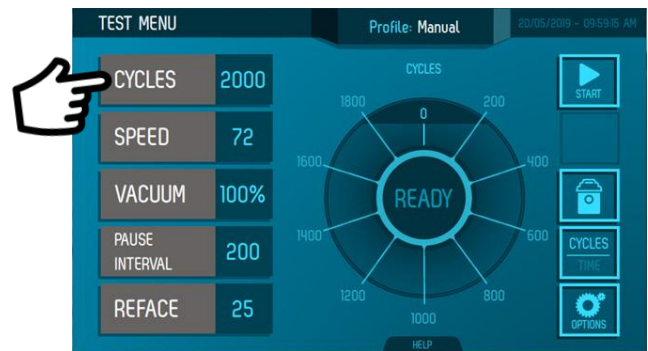 TEST MENU
Profile: Manual
20/05/2019 - 09:59:15 AM
CYCLES 2000
SPEED 72
VACUUM 100%
PAUSE
INTERVAL 200
REFACE 25
CYCLES
0
200
400
600
800
1000
1200
1400
1600
1800
READY
HELP
START
CYCLES
TIME
OPTIONS